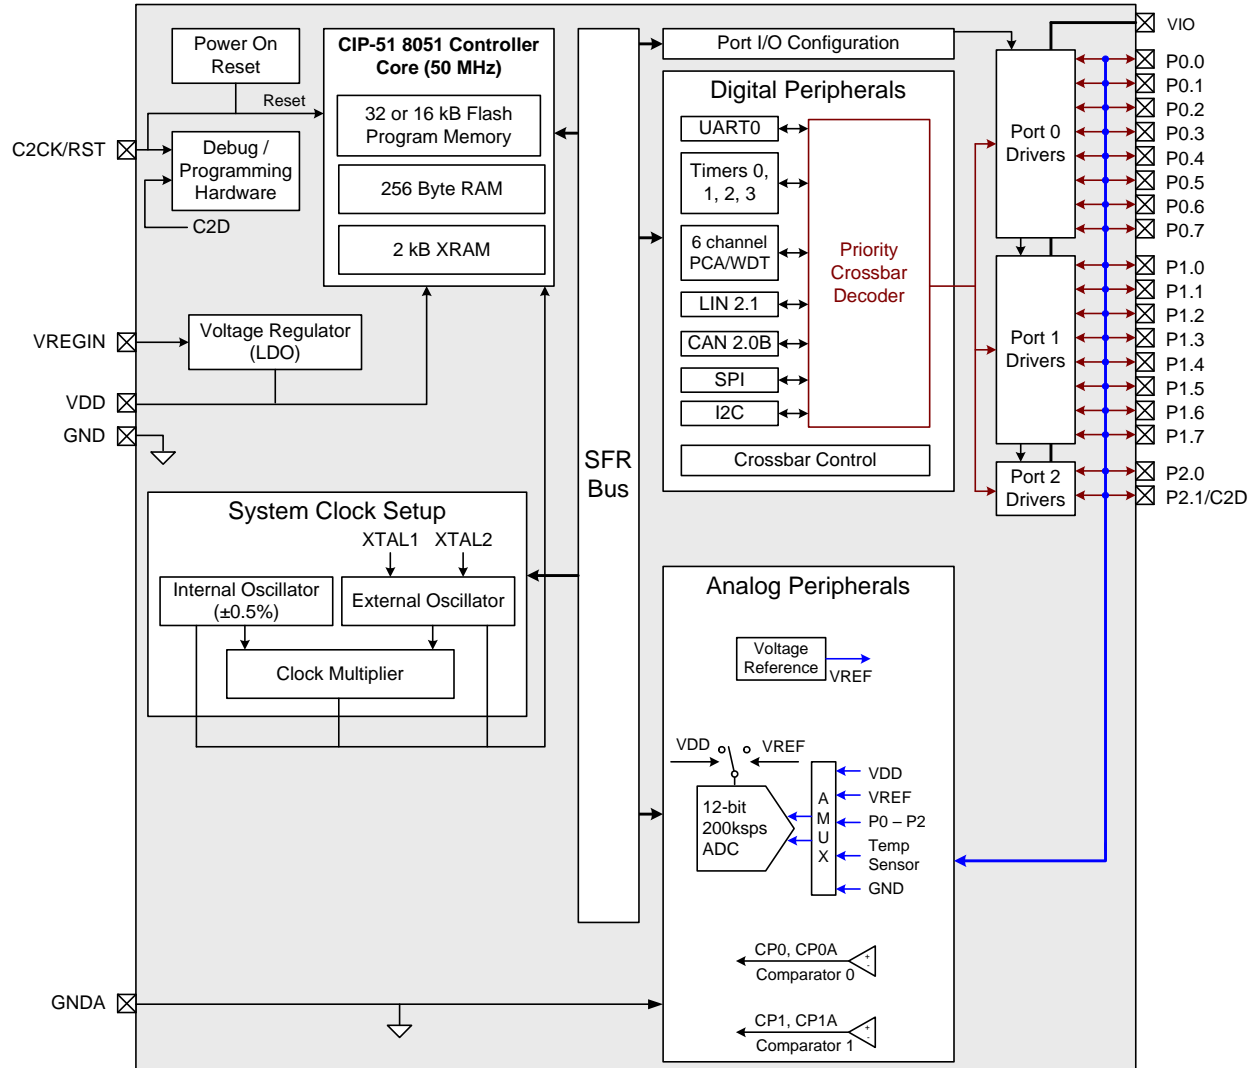 Power On
Reset
Reset
C2CK/RST
Debug /
Programming
Hardware
C2D
CIP-51 8051 Controller
Core (50 MHz)
32 or 16 kB Flash
Program Memory
256 Byte RAM
2 kB XRAM
VREGIN
Voltage Regulator
(LDO)
VDD
GND
System Clock Setup
XTAL1
XTAL2
Internal Oscillator
(±0.5%)
External Oscillator
Clock Multiplier
GNDA
SFR
Bus
Port I/O Configuration
Digital Peripherals
UART0
Timers 0,
1, 2, 3
6 channel
PCA/WDT
LIN 2.1
CAN 2.0B
SPI
I2C
Priority
Crossbar
Decoder
Crossbar Control
Port 0
Drivers
Port 1
Drivers
Port 2
Drivers
VIO
P0.0
P0.1
P0.2
P0.3
P0.4
P0.5
P0.6
P0.7
P1.0
P1.1
P1.2
P1.3
P1.4
P1.5
P1.6
P1.7
P2.0
P2.1/C2D
Analog Peripherals
Voltage
Reference
VREF
VDD
VREF
12-bit
200ksps
ADC
A
M
U
X
VDD
VREF
P0 – P2
Temp
Sensor
GND
CP0, CP0A
+
-
Comparator 0
CP1, CP1A
+
-
Comparator 1